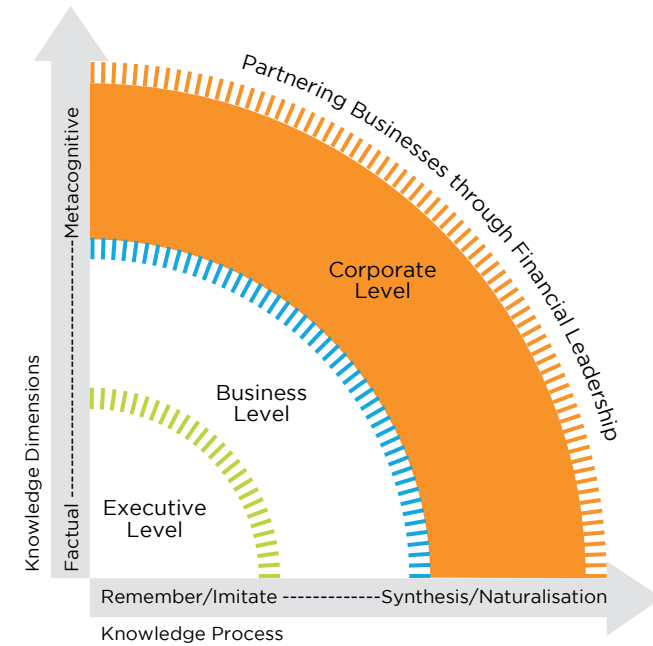 Partnering Businesses through Financial Leadership
Knowledge Dimensions
Factual -----------------------Metacognitive
Corporate
Level
Business
Level
Executive
Level
Remember/Imitate -------------Synthesis/Naturalisation
Knowledge Process